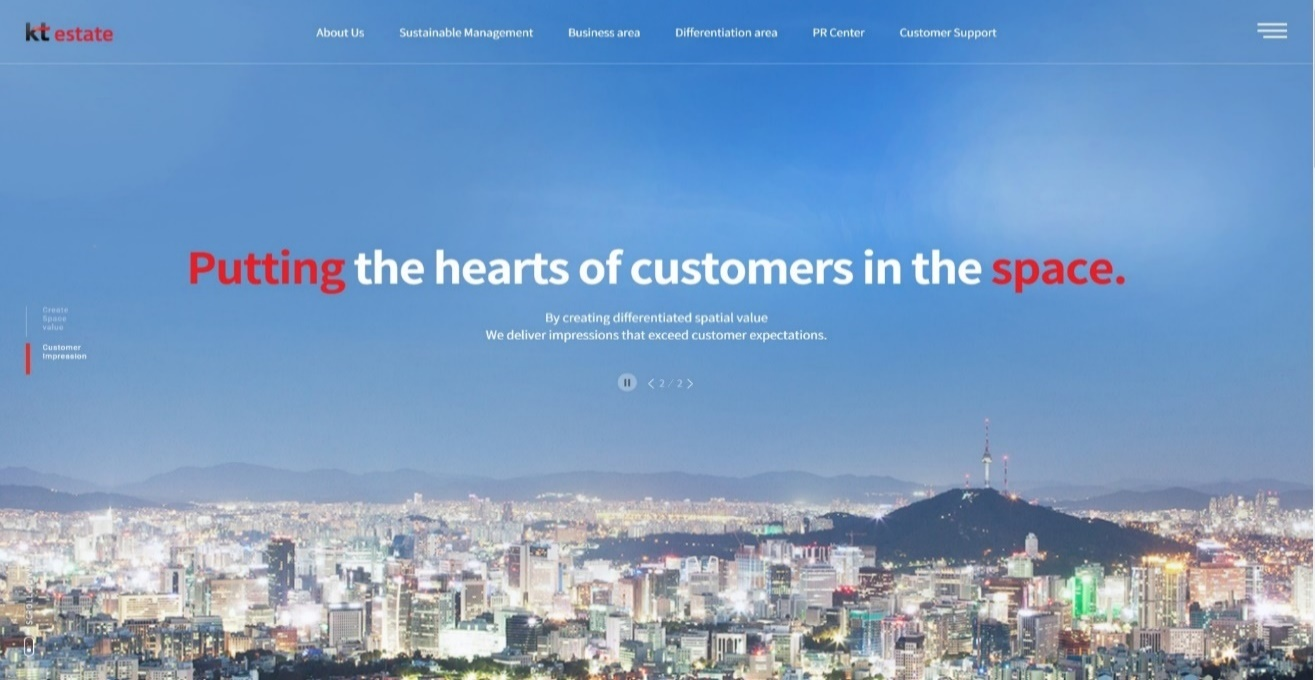 kt estate
About Us
Sustainable Management
Business area
Differentiation area
PR Center
Customer Support
Putting the hearts of customers in the space.
By creating differentiated spatial value
We deliver impressions that exceed customer expectations.
Create
Space
value
Customer
Impression
2 / 2